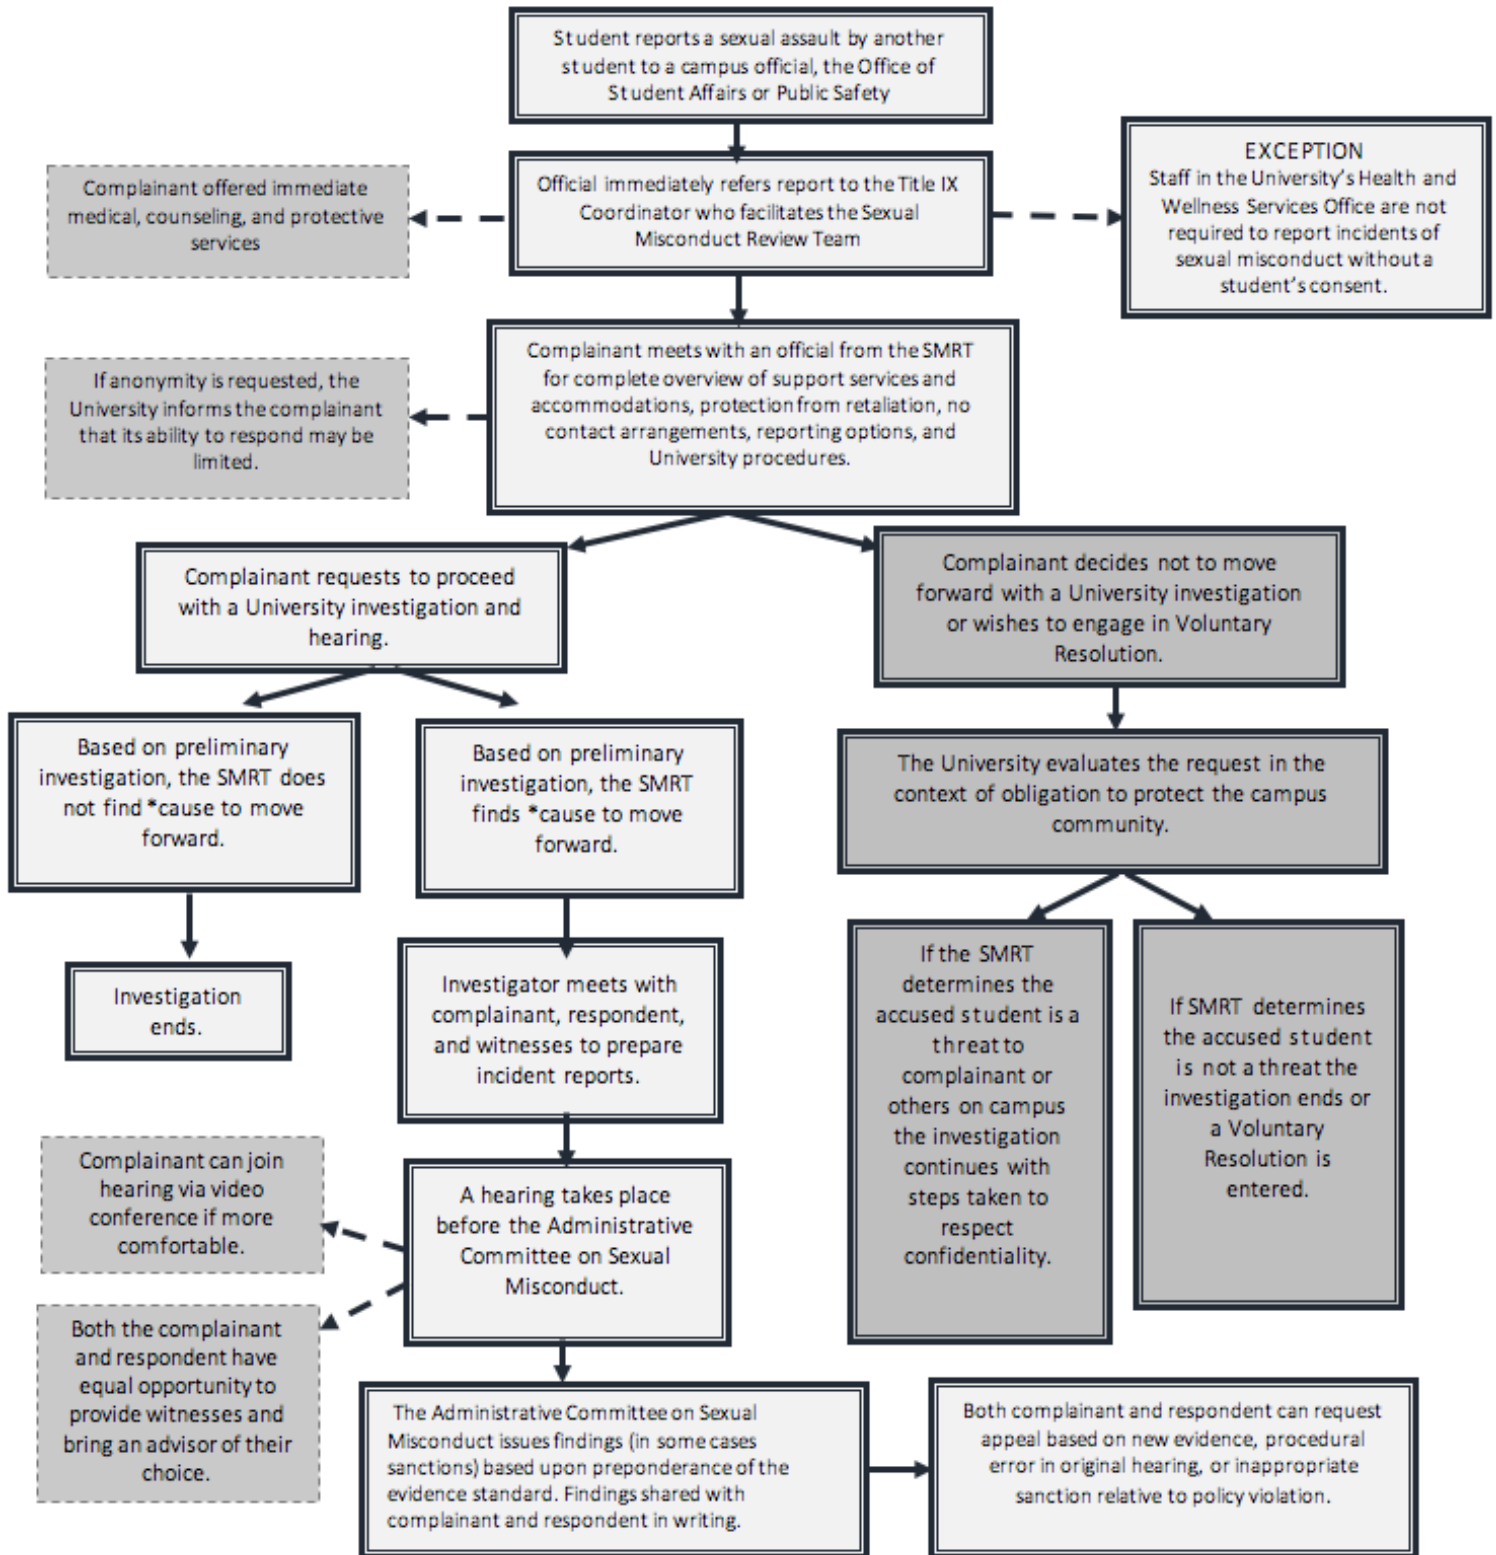 Student reports a sexual assault by another
student to a campus official, the Office of
Student Affairs or Public Safety
EXCEPTION
Staff in the University's Health and
Wellness Services Office are not
required to report incidents of
sexual misconduct without a
student's consent.
Complainant offered immediate
medical, counseling, and protective
services
Official immediately refers report to the Title IX
Coordinator who facilitates the Sexual
Misconduct Review Team
If anonymity is requested, the
University informs the complainant
that its ability to respond may be
limited.
Complainant meets with an official from the SMRT
for complete overview of support services and
accommodations, protection from retaliation, no
contact arrangements, reporting options, and
University procedures.
Complainant requests to proceed
with a University investigation and
hearing.
Complainant decides not to move
forward with a University investigation
or wishes to engage in Voluntary
Resolution.
Based on preliminary
investigation, the SMRT does
not find *cause to move
forward.
Based on preliminary
investigation, the SMRT
finds *cause to move
forward.
The University evaluates the request in the
context of obligation to protect the campus
community.
Investigation
ends.
Investigator meets with
complainant, respondent,
and witnesses to prepare
incident reports.
If the SMRT
determines the
accused student is a
threat to
complainant or
others on campus
the investigation
continues with
steps taken to
respect
confidentiality.
If SMRT determines
the accused student
is not a threat the
investigation ends or
a Voluntary
Resolution is
entered.
Complainant can join
hearing via video
conference if more
comfortable.
A hearing takes place
before the Administrative
Committee on Sexual
Misconduct.
Both the complainant
and respondent have
equal opportunity to
provide witnesses and
bring an advisor of their
choice.
The Administrative Committee on Sexual
Misconduct issues findings (in some cases
sanctions) based upon preponderance of the
evidence standard. Findings shared with
complainant and respondent in writing.
Both complainant and respondent can request
appeal based on new evidence, procedural
error in original hearing, or inappropriate
sanction relative to policy violation.